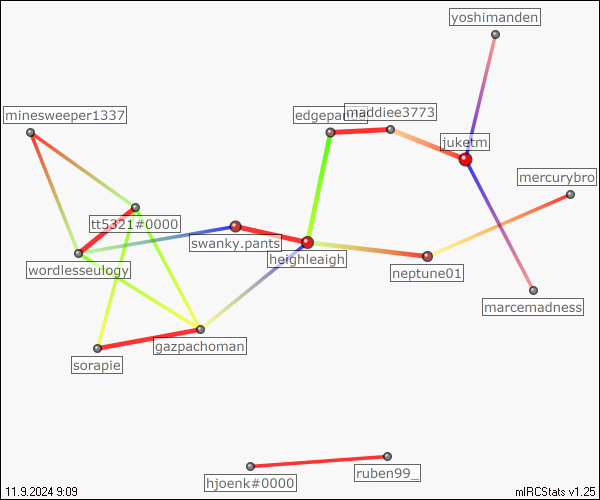 yoshimanden
minesweeper1337
edgepanda
maddiee3773
juketm
mercurybro
tt5321#0000
swanky.pants
heighleaigh
wordlesseulogy
neptune01
marcemadness
gazpachoman
sorapie
hjoenk#0000
ruben99_
11.9.2024 9:09
mIRCStats v1.25